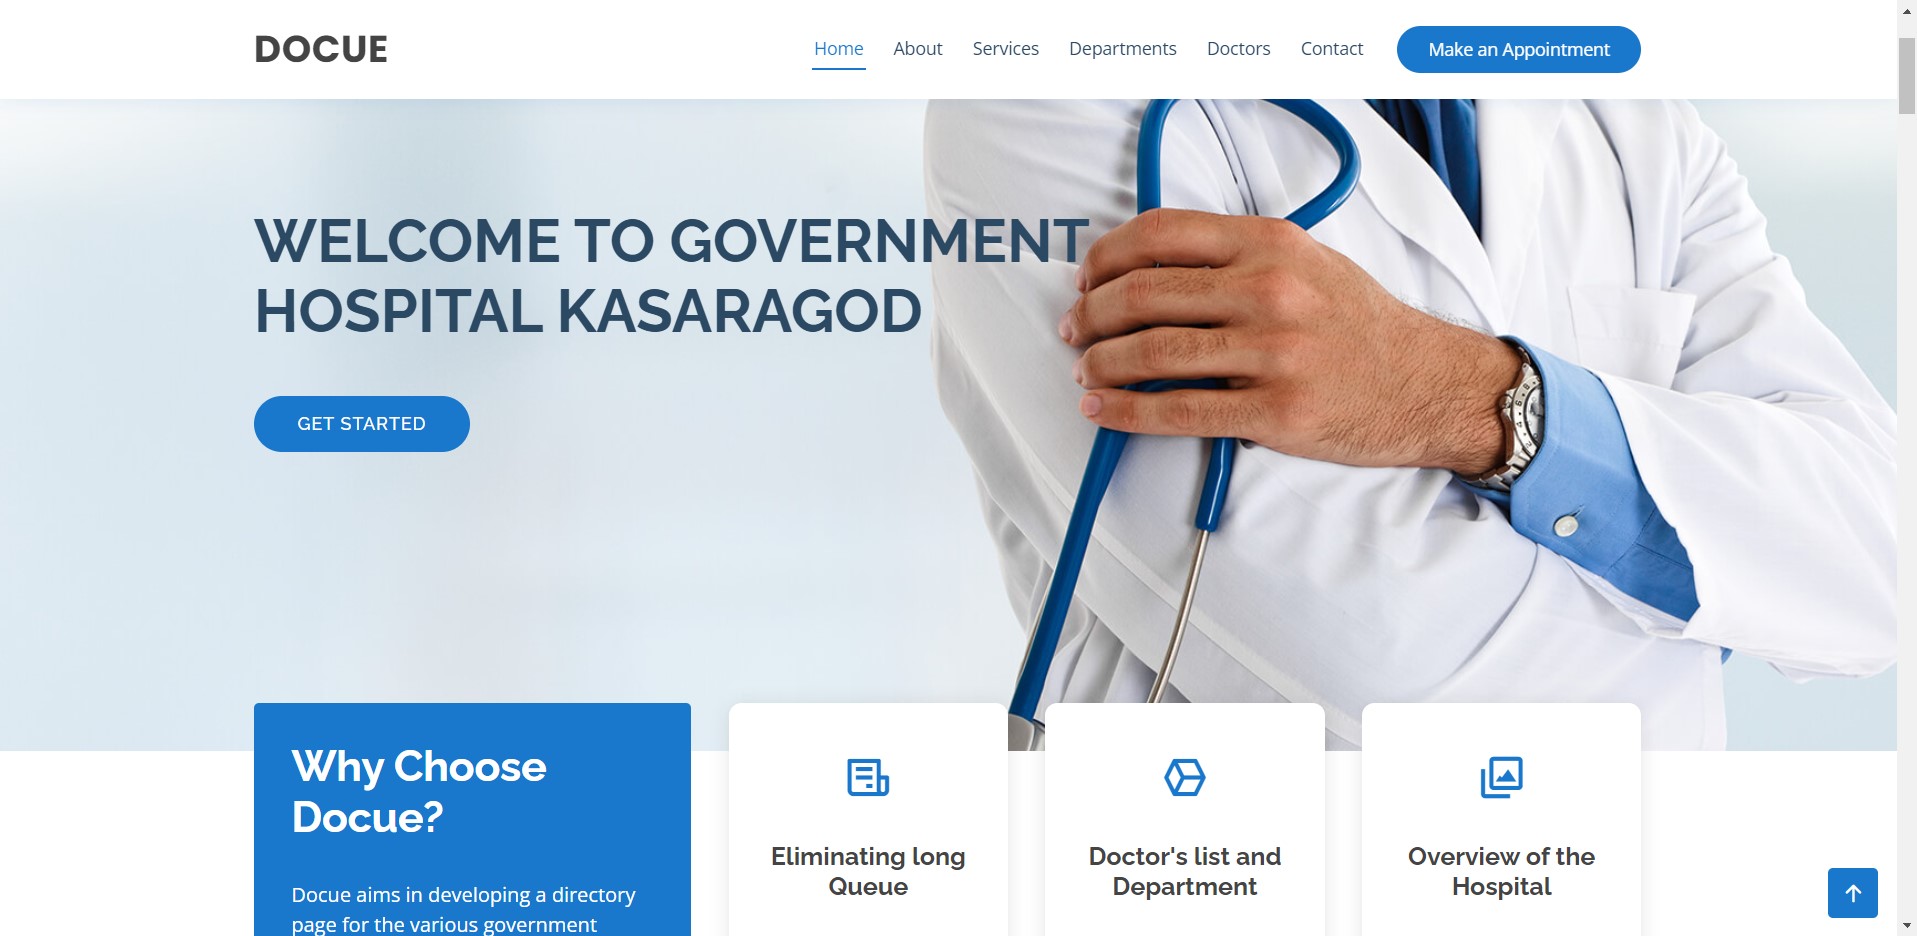 DOCUE
Home About Services Departments Doctors Contact Make an Appointment
WELCOME TO GOVERNMENT
HOSPITAL KASARAGOD
GET STARTED
Why Choose
Docue?
Docue aims in developing a directory
page for the various government
Eliminating long
Queue
Doctor's list and
Department
Overview of the
Hospital